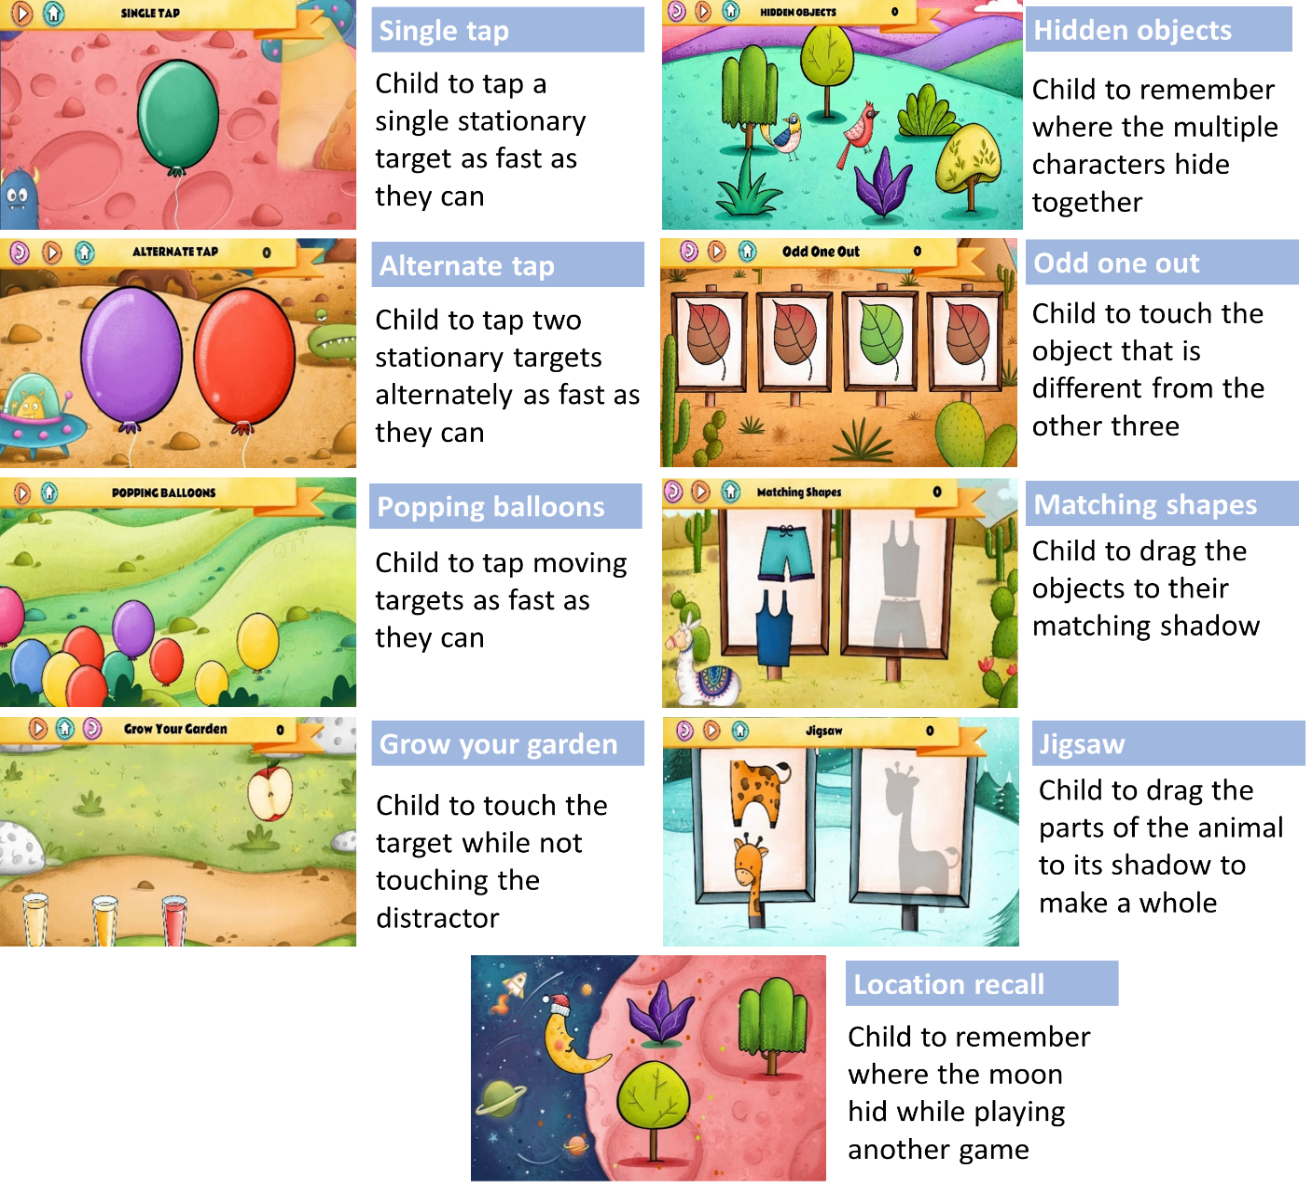 SINGLE TAP
Single tap
Child to tap a
single stationary
target as fast as
they can
HIDDEN OBJECTS 0
Hidden objects
Child to remember
where the multiple
characters hide
together
ALTERNATE TAP 0
Alternate tap
Child to tap two
stationary targets
alternately as fast as
they can
Odd One Out 0
Odd one out
Child to touch the
object that is
different from the
other three
POPPING BALLOONS
Popping balloons
Child to tap moving
targets as fast as
they can
Matching Shapes 0
Matching shapes
Child to drag the
objects to their
matching shadow
Grow Your Garden 0
Grow your garden
Child to touch the
target while not
touching the
distractor
Jigsaw 0
Jigsaw
Child to drag the
parts of the animal
to its shadow to
make a whole
Location recall
Child to remember
where the moon
hid while playing
another game